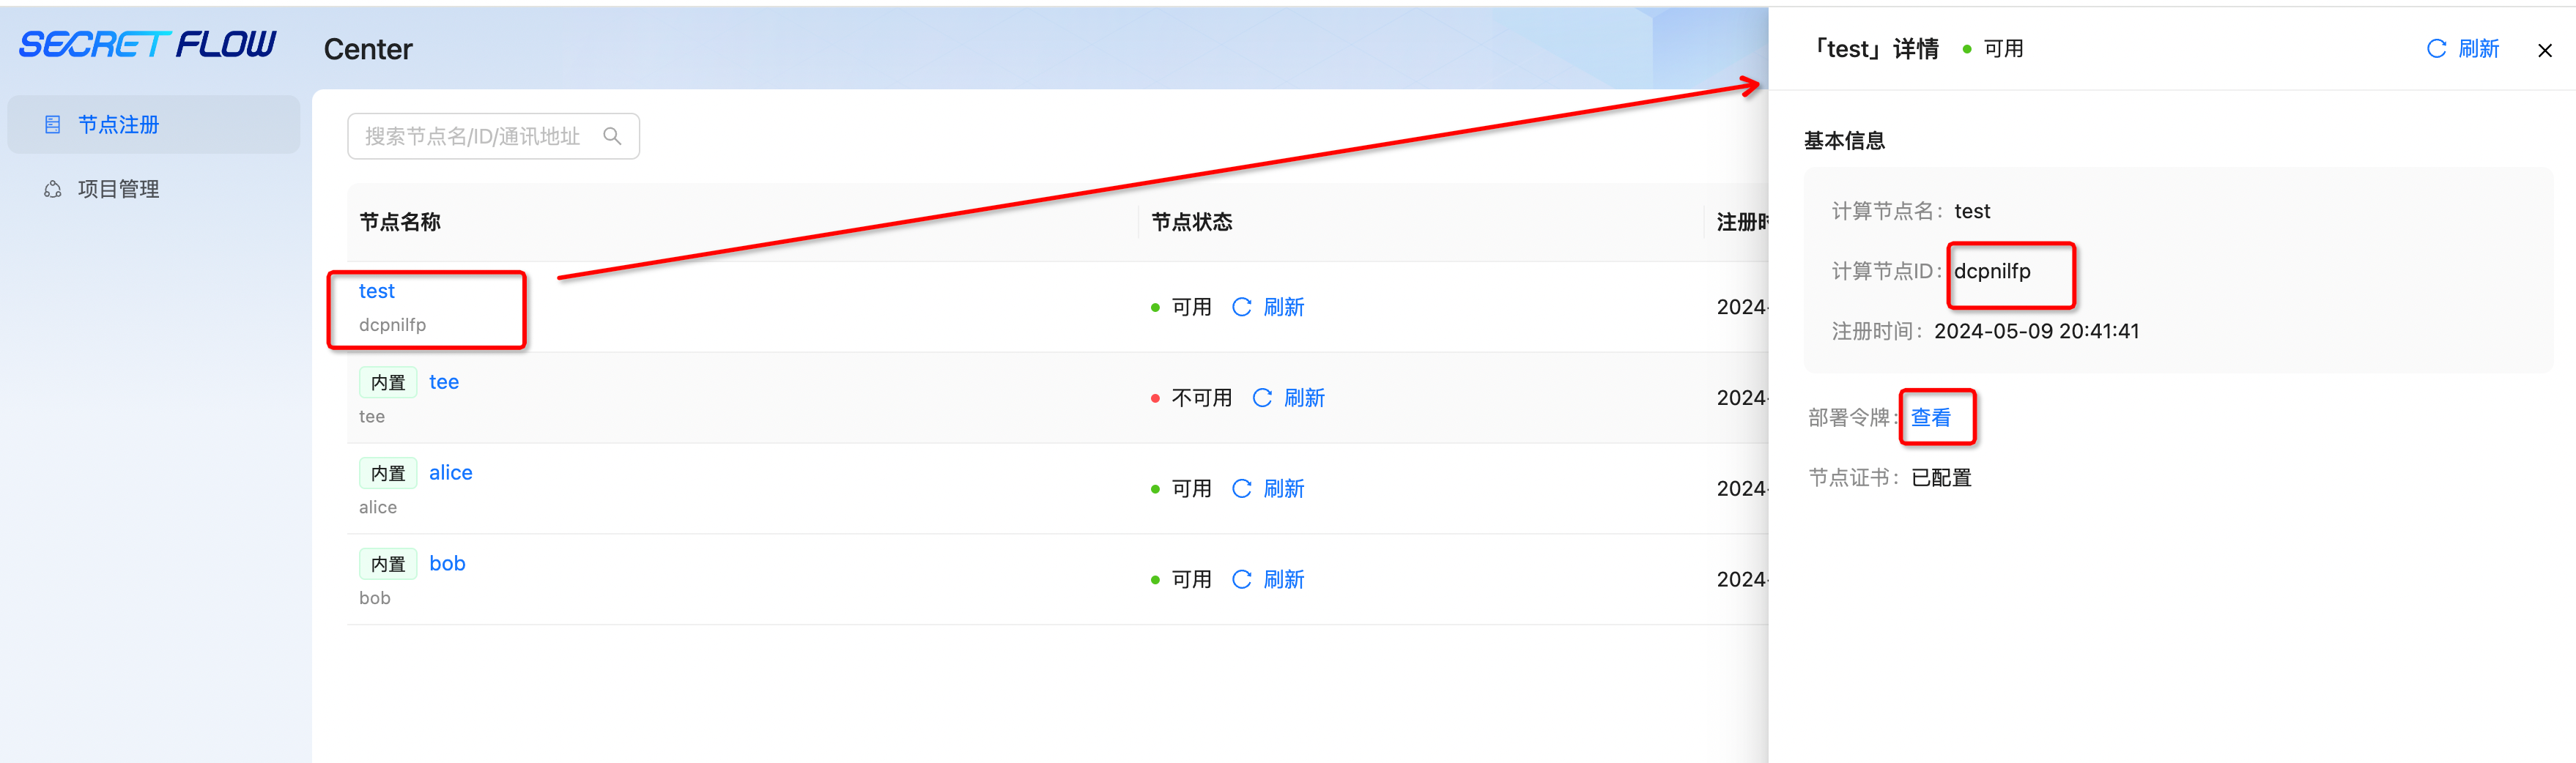 SECRET FLOW
Center
节点注册
项目管理
搜索节点名/ID/通讯地址
节点名称 节点状态 注册时
test
dcpnilfp
可用 刷新 2024-
内置 tee
tee
不可用 刷新 2024-
内置 alice
alice
可用 刷新 2024-
内置 bob
bob
可用 刷新 2024-
「test」详情 可用 刷新
基本信息
计算节点名： test
计算节点ID： dcpnilfp
注册时间： 2024-05-09 20:41:41
部署令牌： 查看
节点证书： 已配置